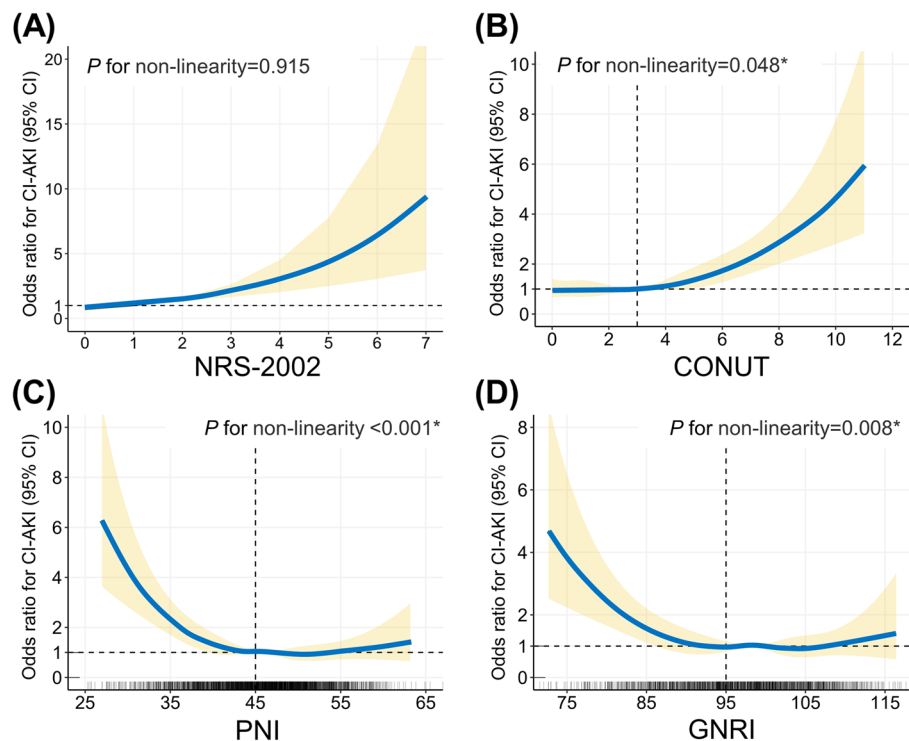 (A)
P for non-linearity=0.915
Odds ratio for CI-AKI (95% CI)
20
15
10
5
1
0
0 1 2 3 4 5 6 7
NRS-2002
(B)
P for non-linearity=0.048*
Odds ratio for CI-AKI (95% CI)
10
8
6
4
2
1
0
0 2 4 6 8 10 12
CONUT
(C)
P for non-linearity <0.001*
Odds ratio for CI-AKI (95% CI)
10
8
6
4
2
1
0
25 35 45 55 65
PNI
(D)
P for non-linearity=0.008*
Odds ratio for CI-AKI (95% CI)
8
6
4
2
1
0
75 85 95 105 115
GNRI